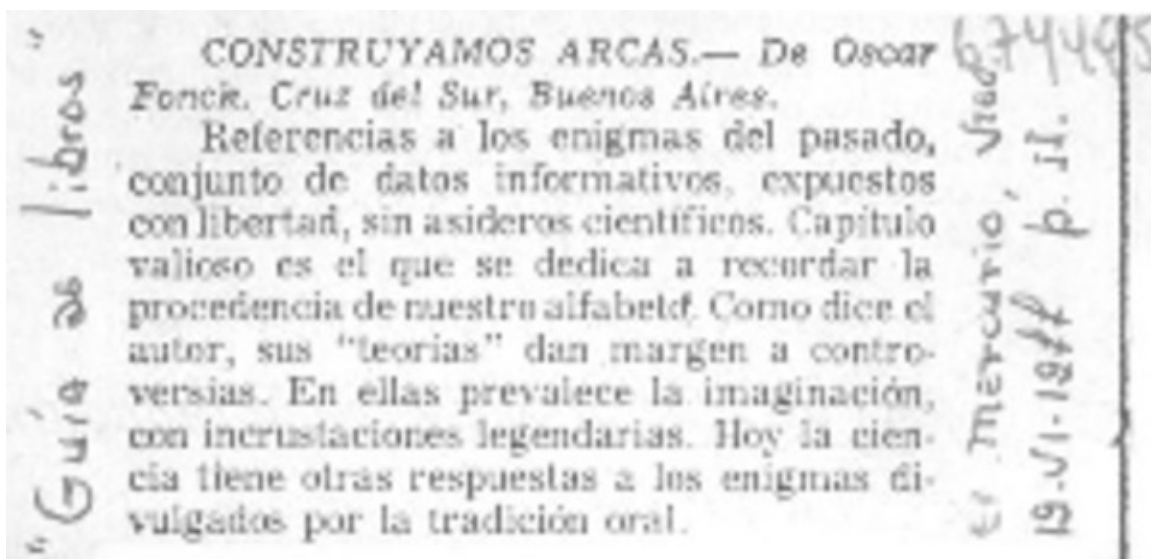 CONSTRUYAMOS ARCAS.— De Oscar
Fonck. Cruz del Sur, Buenos Aires.
Referencias a los enigmas del pasado,
conjunto de datos informativos, expuestos
con libertad, sin asideros científicos. Capítulo
valioso es el que se dedica a recordar la
procedencia de nuestro alfabeto. Como dice el
autor, sus "teorías" dan margen a contro-
versias. En ellas prevalece la imaginación,
con incrustaciones legendarias. Hoy la cien-
cia tiene otras respuestas a los enigmas di-
vulgados por la tradición oral.
"Guía de libros"
El Mercurio,
19.VI.1977 p. II.